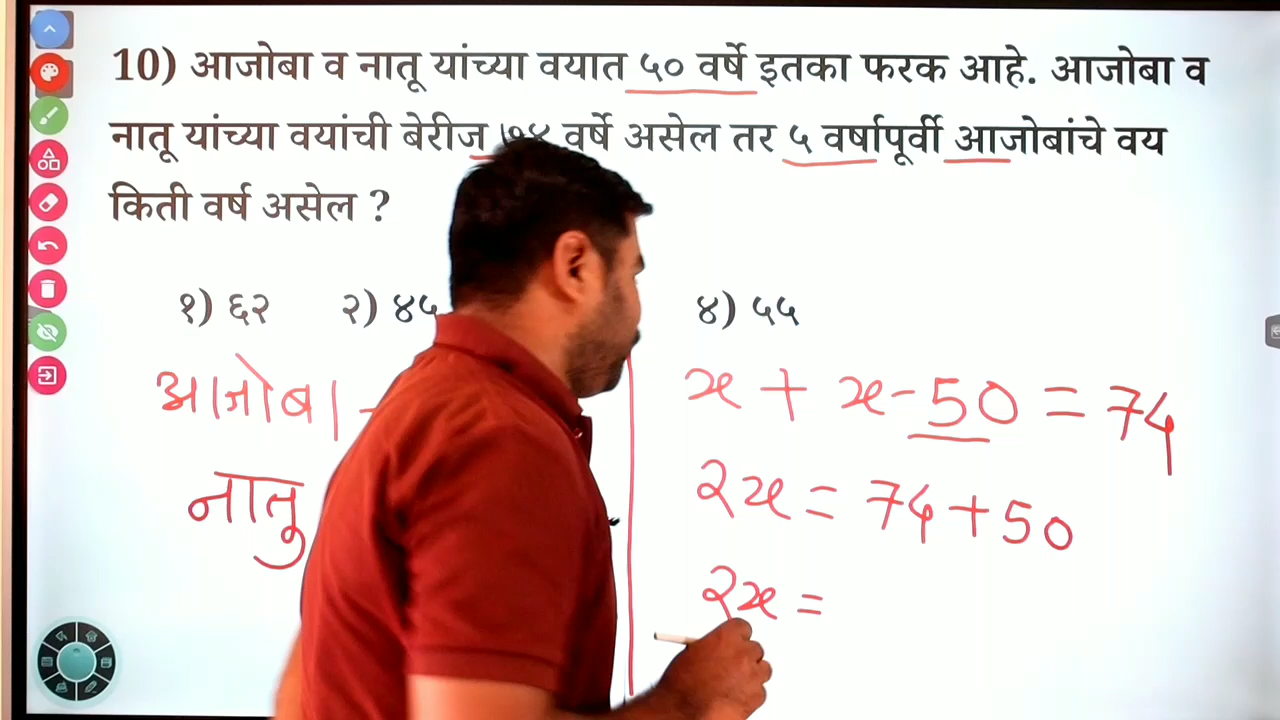 10) आजोबा व नातू यांच्या वयात ५० वर्षे इतका फरक आहे. आजोबा व
नातू यांच्या वयांची बेरीज ७४ वर्षे असेल तर ५ वर्षापूर्वी आजोबांचे वय
किती वर्ष असेल ?
१) ६२ २) ४५ ४) ५५
आजोबा -
नातु
x + x - 50 = 74
2x = 74 + 50
2x =